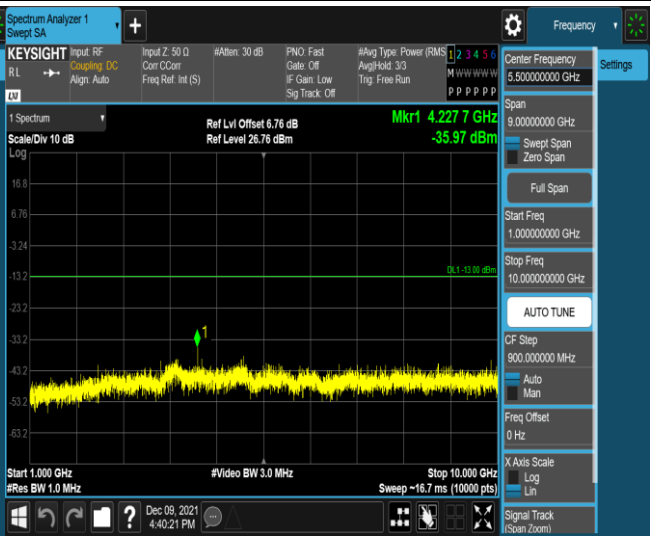 Spectrum Analyzer 1
Swept SA
Frequency
KEYSIGHT
Input: RF
Input Z: 50 Ω
#Atten: 30 dB
PNO: Fast
#Avg Type: Power (RMS
1 2 3 4 5 6
RL
Coupling: DC
Corr CCorr
Gate: Off
Avg|Hold: 3/3
M W W W W W
Align: Auto
Freq Ref: Int (S)
IF Gain: Low
Trig: Free Run
Sig Track: Off
P P P P P P
LXI
Settings
Center Frequency
5.500000000 GHz
Span
9.00000000 GHz
Swept Span
Zero Span
Full Span
Start Freq
1.000000000 GHz
Stop Freq
10.000000000 GHz
AUTO TUNE
CF Step
900.000000 MHz
Auto
Man
Freq Offset
0 Hz
X Axis Scale
Log
Lin
Signal Track
(Span Zoom)
1 Spectrum
Ref Lvl Offset 6.76 dB
Mkr1 4.227 7 GHz
Scale/Div 10 dB
Ref Level 26.76 dBm
-35.97 dBm
Log
16.8
6.76
-3.24
DL1 -13.00 dBm
-13.2
-23.2
-33.2
1
-43.2
-53.2
-63.2
Start 1.000 GHz
#Video BW 3.0 MHz
Stop 10.000 GHz
#Res BW 1.0 MHz
Sweep ~16.7 ms (10000 pts)
?
Dec 09, 2021
4:40:21 PM